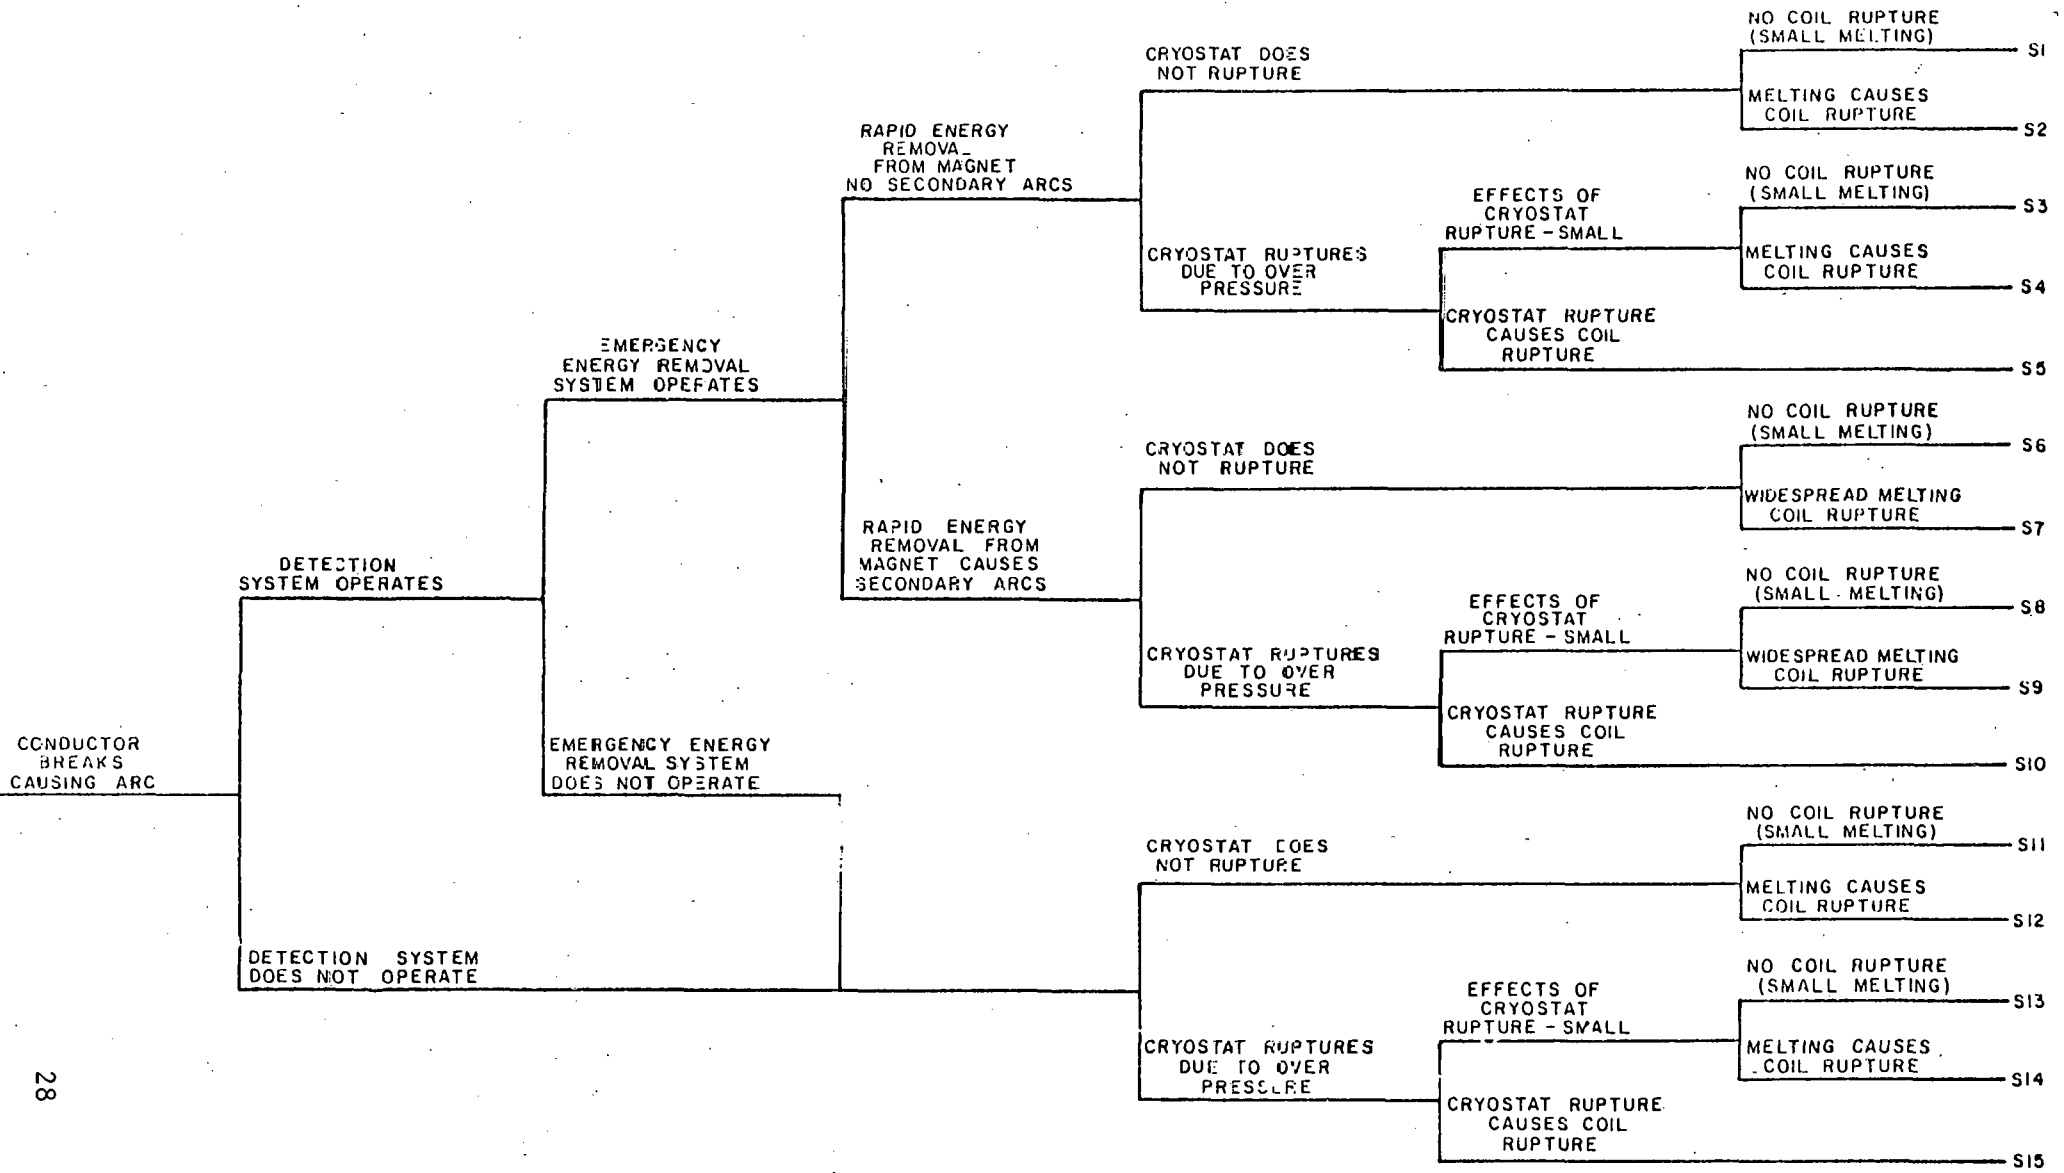 CONDUCTOR
BREAKS
CAUSING ARC
DETECTION
SYSTEM OPERATES
DETECTION SYSTEM
DOES NOT OPERATE
EMERGENCY
ENERGY REMOVAL
SYSTEM OPERATES
EMERGENCY ENERGY
REMOVAL SYSTEM
DOES NOT OPERATE
RAPID ENERGY
REMOVAL
FROM MAGNET
NO SECONDARY ARCS
RAPID ENERGY
REMOVAL FROM
MAGNET CAUSES
SECONDARY ARCS
CRYOSTAT DOES
NOT RUPTURE
CRYOSTAT RUPTURES
DUE TO OVER
PRESSURE
EFFECTS OF
CRYOSTAT
RUPTURE - SMALL
CRYOSTAT RUPTURE
CAUSES COIL
RUPTURE
NO COIL RUPTURE
(SMALL MELTING)
S1
MELTING CAUSES
COIL RUPTURE
S2
NO COIL RUPTURE
(SMALL MELTING)
S3
MELTING CAUSES
COIL RUPTURE
S4
S5
CRYOSTAT DOES
NOT RUPTURE
CRYOSTAT RUPTURES
DUE TO OVER
PRESSURE
EFFECTS OF
CRYOSTAT
RUPTURE - SMALL
CRYOSTAT RUPTURE
CAUSES COIL
RUPTURE
NO COIL RUPTURE
(SMALL MELTING)
S6
WIDESPREAD MELTING
COIL RUPTURE
S7
NO COIL RUPTURE
(SMALL MELTING)
S8
WIDESPREAD MELTING
COIL RUPTURE
S9
S10
CRYOSTAT DOES
NOT RUPTURE
CRYOSTAT RUPTURES
DUE TO OVER
PRESSURE
EFFECTS OF
CRYOSTAT
RUPTURE - SMALL
CRYOSTAT RUPTURE
CAUSES COIL
RUPTURE
NO COIL RUPTURE
(SMALL MELTING)
S11
MELTING CAUSES
COIL RUPTURE
S12
NO COIL RUPTURE
(SMALL MELTING)
S13
MELTING CAUSES
COIL RUPTURE
S14
S15
28